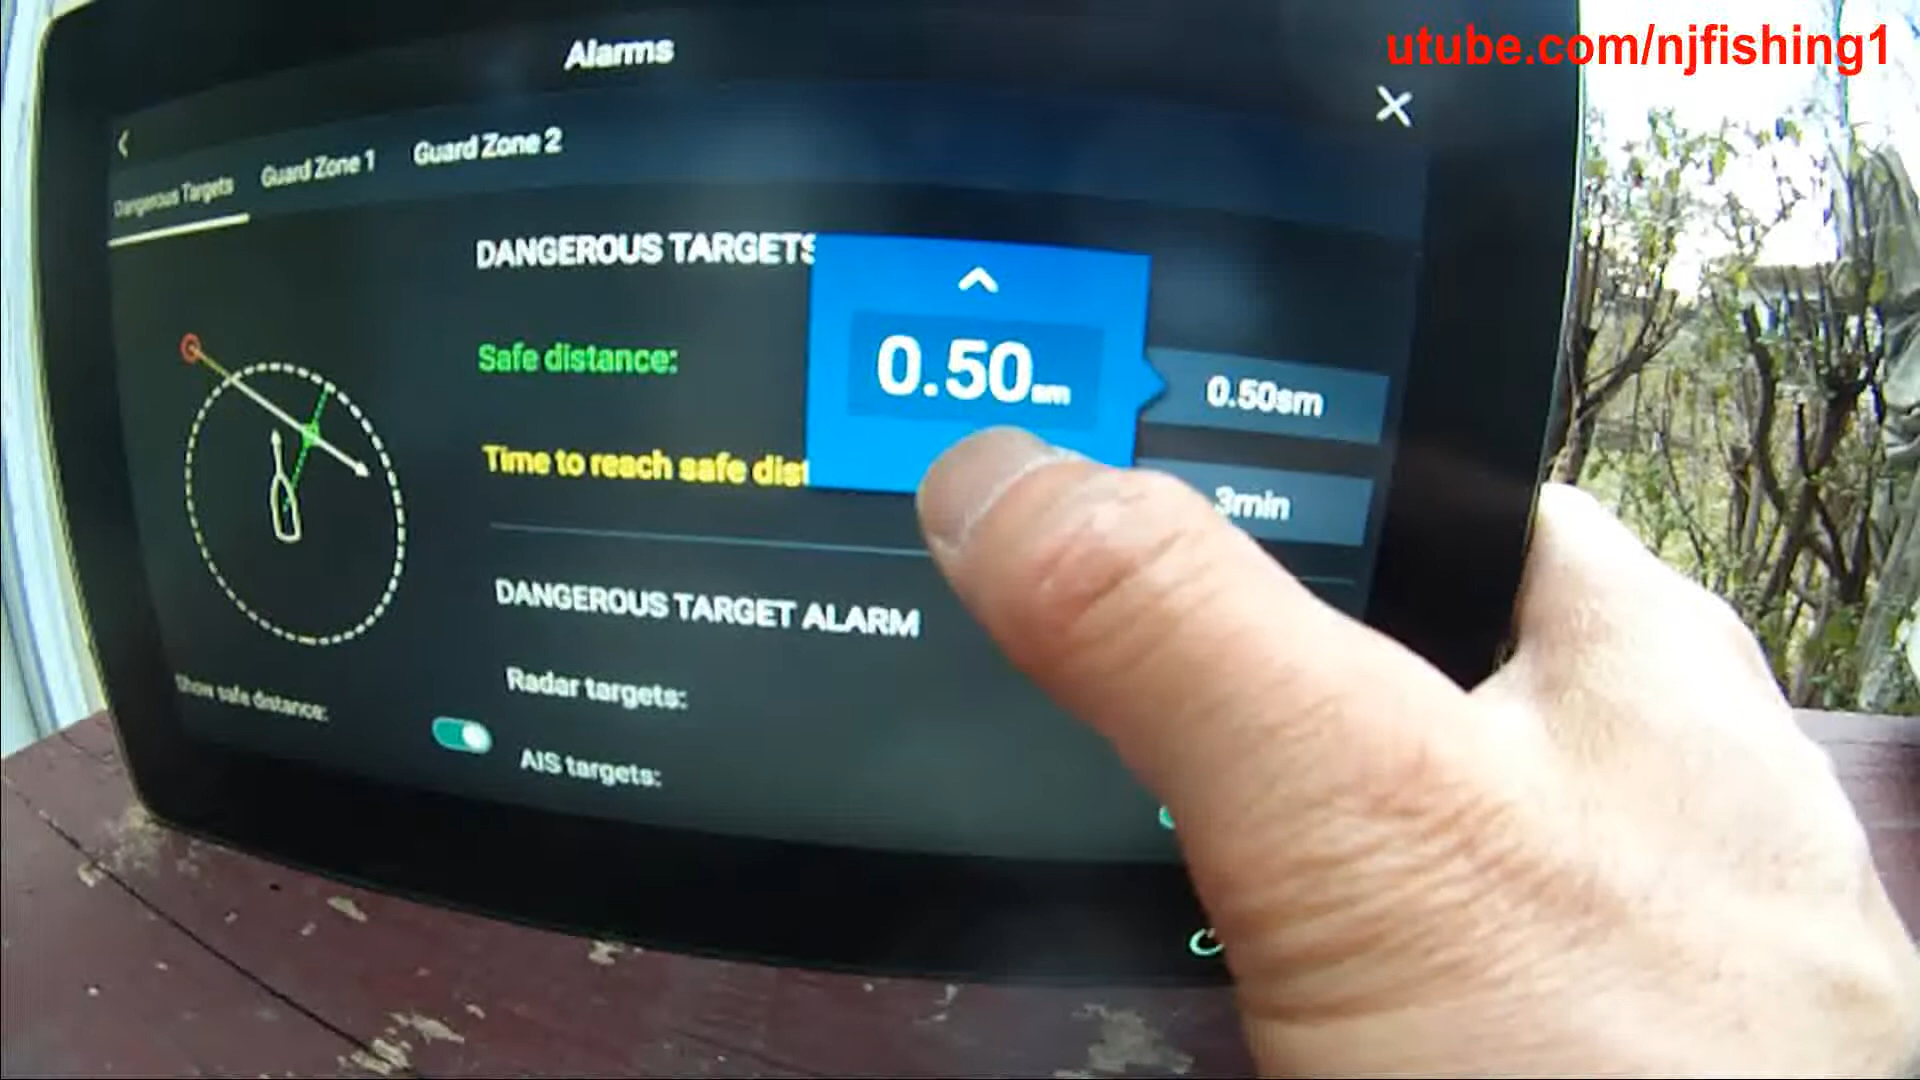 utube.com/njfishing1
Alarms
Dangerous Targets
Guard Zone 1
Guard Zone 2
DANGEROUS TARGETS
Safe distance:
0.50sm
0.50sm
Time to reach safe dist
3min
DANGEROUS TARGET ALARM
Radar targets:
Show safe distance:
AIS targets: